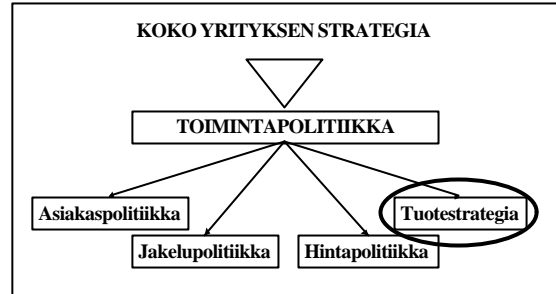 KOKO YRITYKSEN STRATEGIA
TOIMINTAPOLITIIKKA
Asiakaspolitiikka
Tuotestrategia
Jakelupolitiikka
Hintapolitiikka